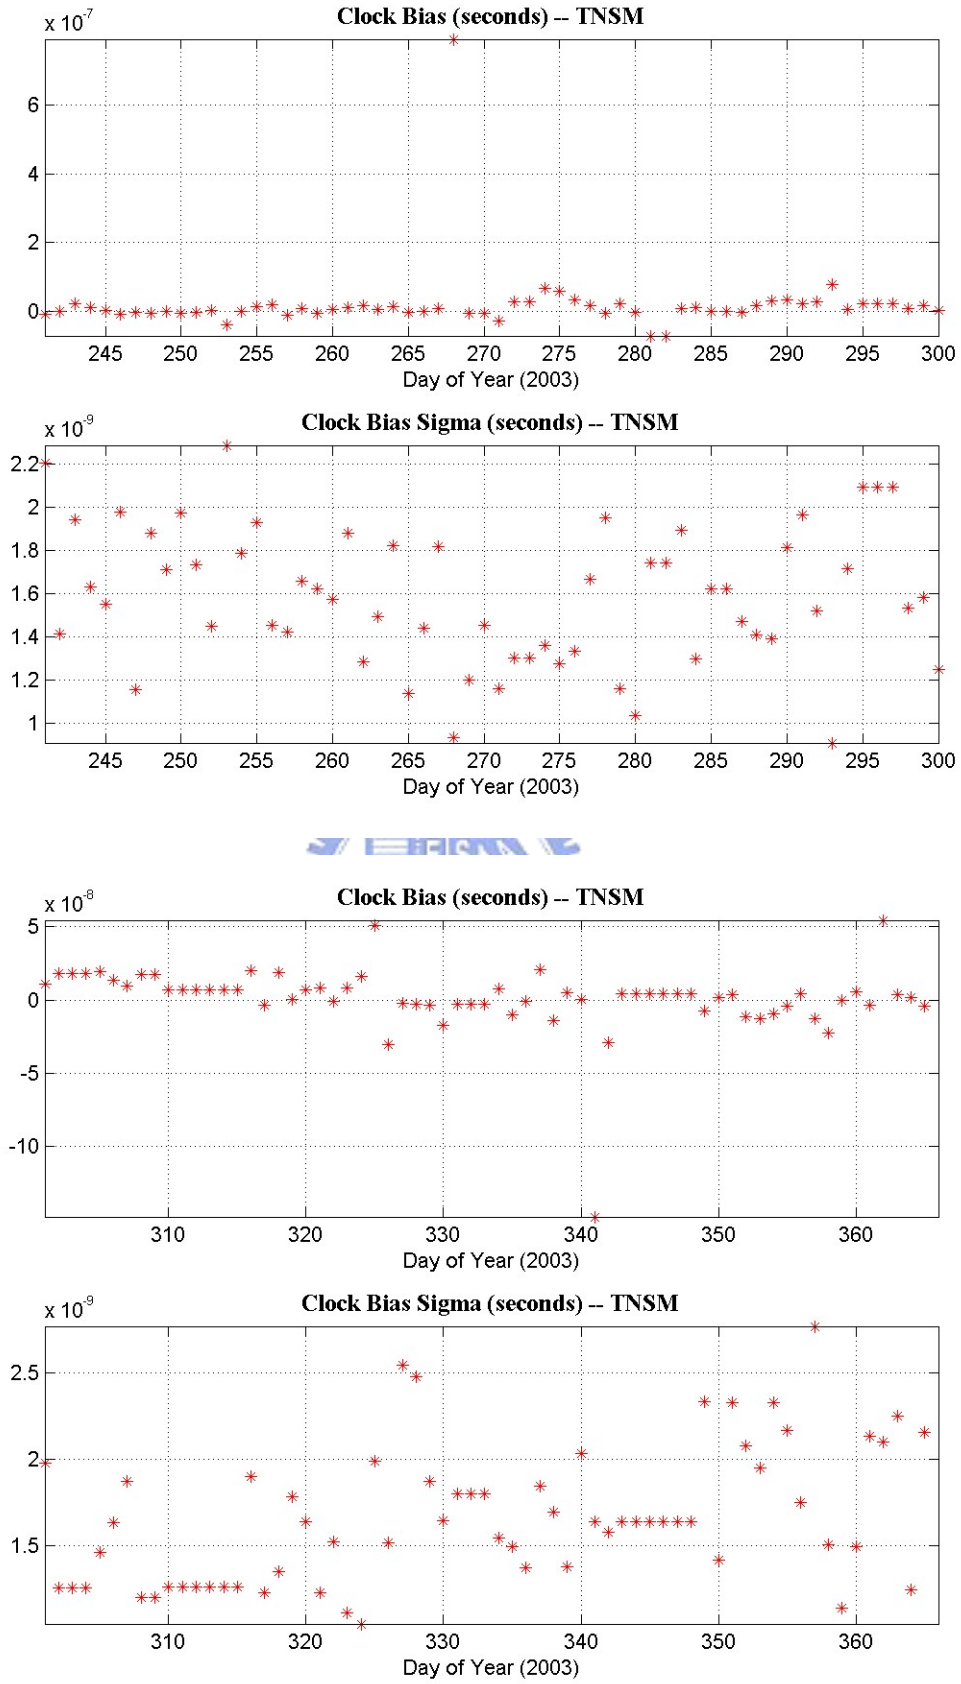 Clock Bias (seconds) -- TNSM
x 10^-7
6
4
2
0
245 250 255 260 265 270 275 280 285 290 295 300
Day of Year (2003)
Clock Bias Sigma (seconds) -- TNSM
x 10^-9
2.2
2
1.8
1.6
1.4
1.2
1
245 250 255 260 265 270 275 280 285 290 295 300
Day of Year (2003)
Clock Bias (seconds) -- TNSM
x 10^-8
5
0
-5
-10
310 320 330 340 350 360
Day of Year (2003)
Clock Bias Sigma (seconds) -- TNSM
x 10^-9
2.5
2
1.5
310 320 330 340 350 360
Day of Year (2003)